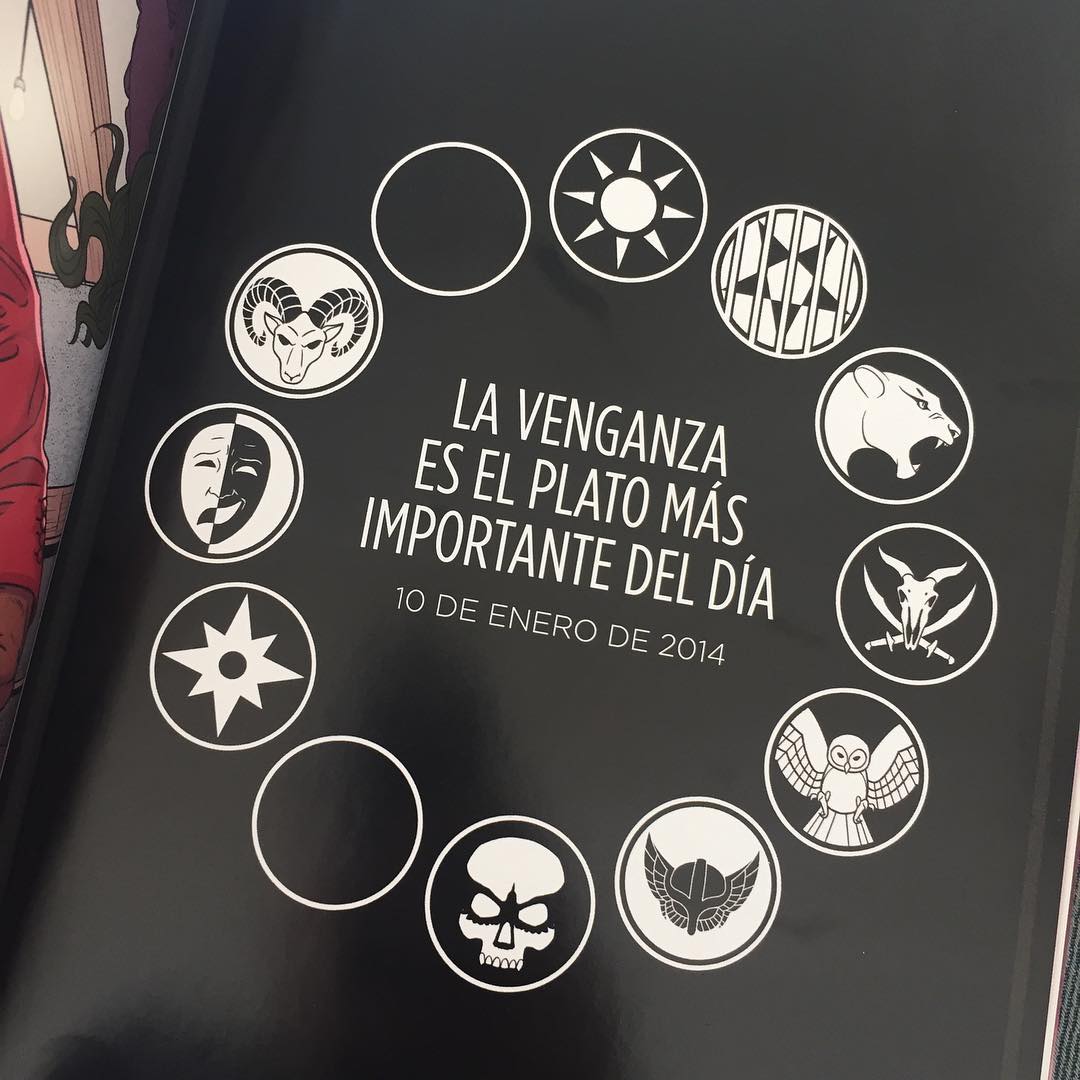 LA VENGANZA
ES EL PLATO MÁS
IMPORTANTE DEL DÍA
10 DE ENERO DE 2014